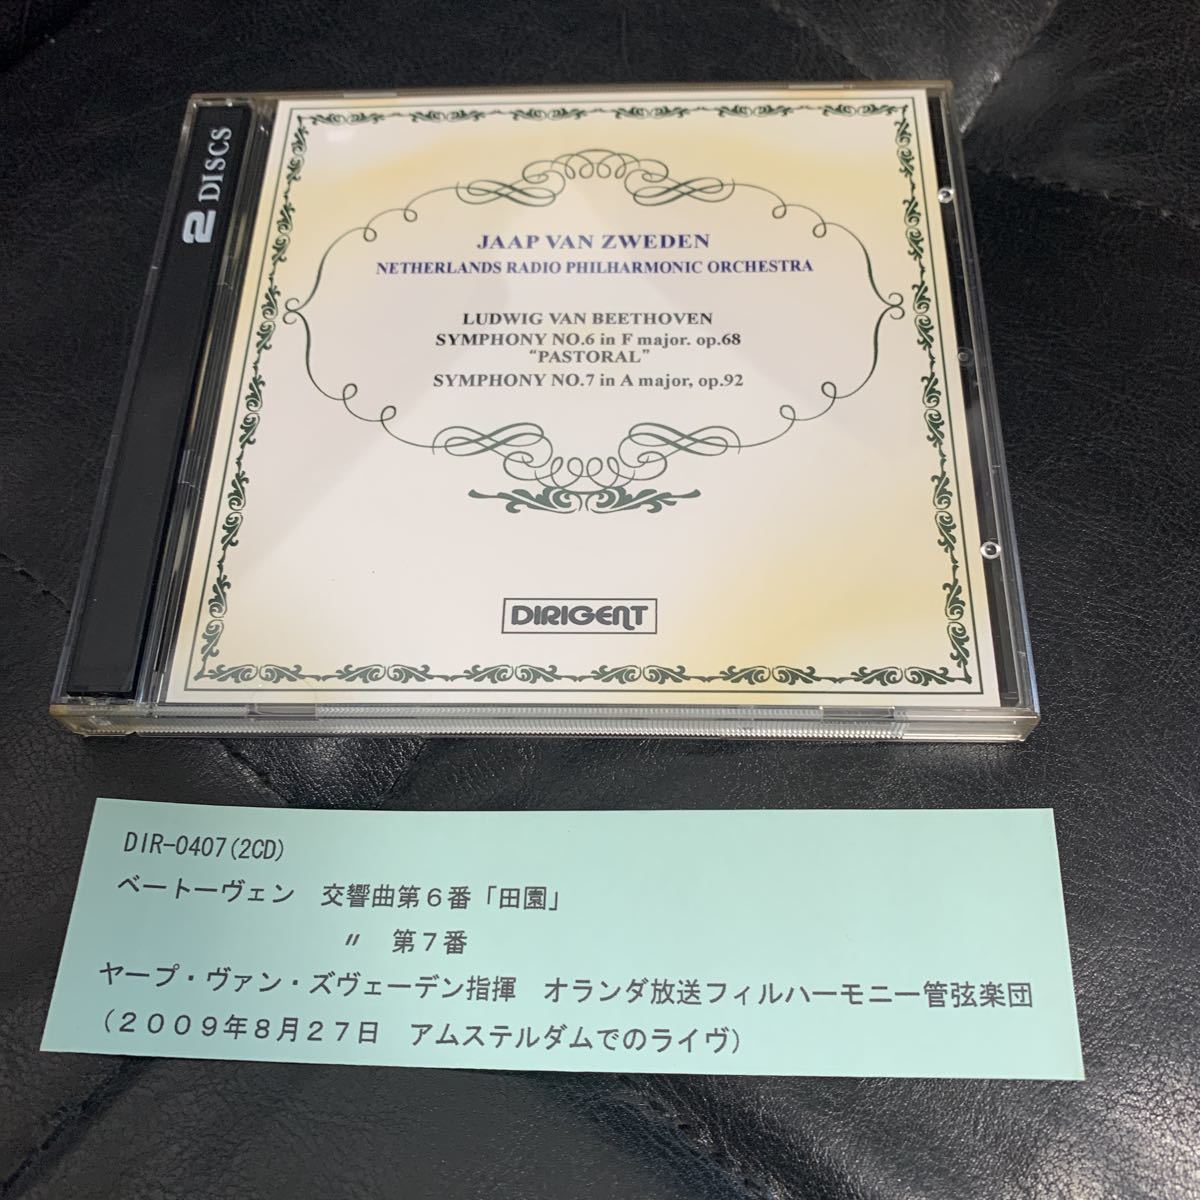 2 DISCS
JAAP VAN ZWEDEN
NETHERLANDS RADIO PHILHARMONIC ORCHESTRA
LUDWIG VAN BEETHOVEN
SYMPHONY NO.6 in F major. op.68
“PASTORAL”
SYMPHONY NO.7 in A major, op.92
DIRIGENT
DIR-0407(2CD)
ベートーヴェン　交響曲第６番「田園」
〃　第７番
ヤープ・ヴァン・ズヴェーデン指揮　オランダ放送フィルハーモニー管弦楽団
（２００９年８月２７日　アムステルダムでのライヴ）